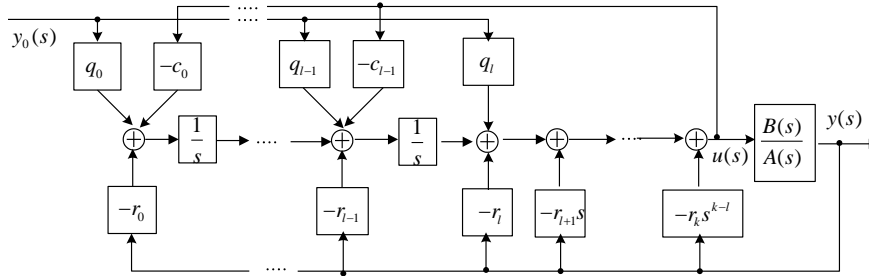 y_0(s)
....
....
q_0
-c_0
q_{l-1}
-c_{l-1}
q_l
+
1/s
....
+
1/s
+
+
....
+
u(s)
B(s)/A(s)
y(s)
-r_0
-r_{l-1}
-r_l
-r_{l+1}s
-r_k s^{k-l}
....